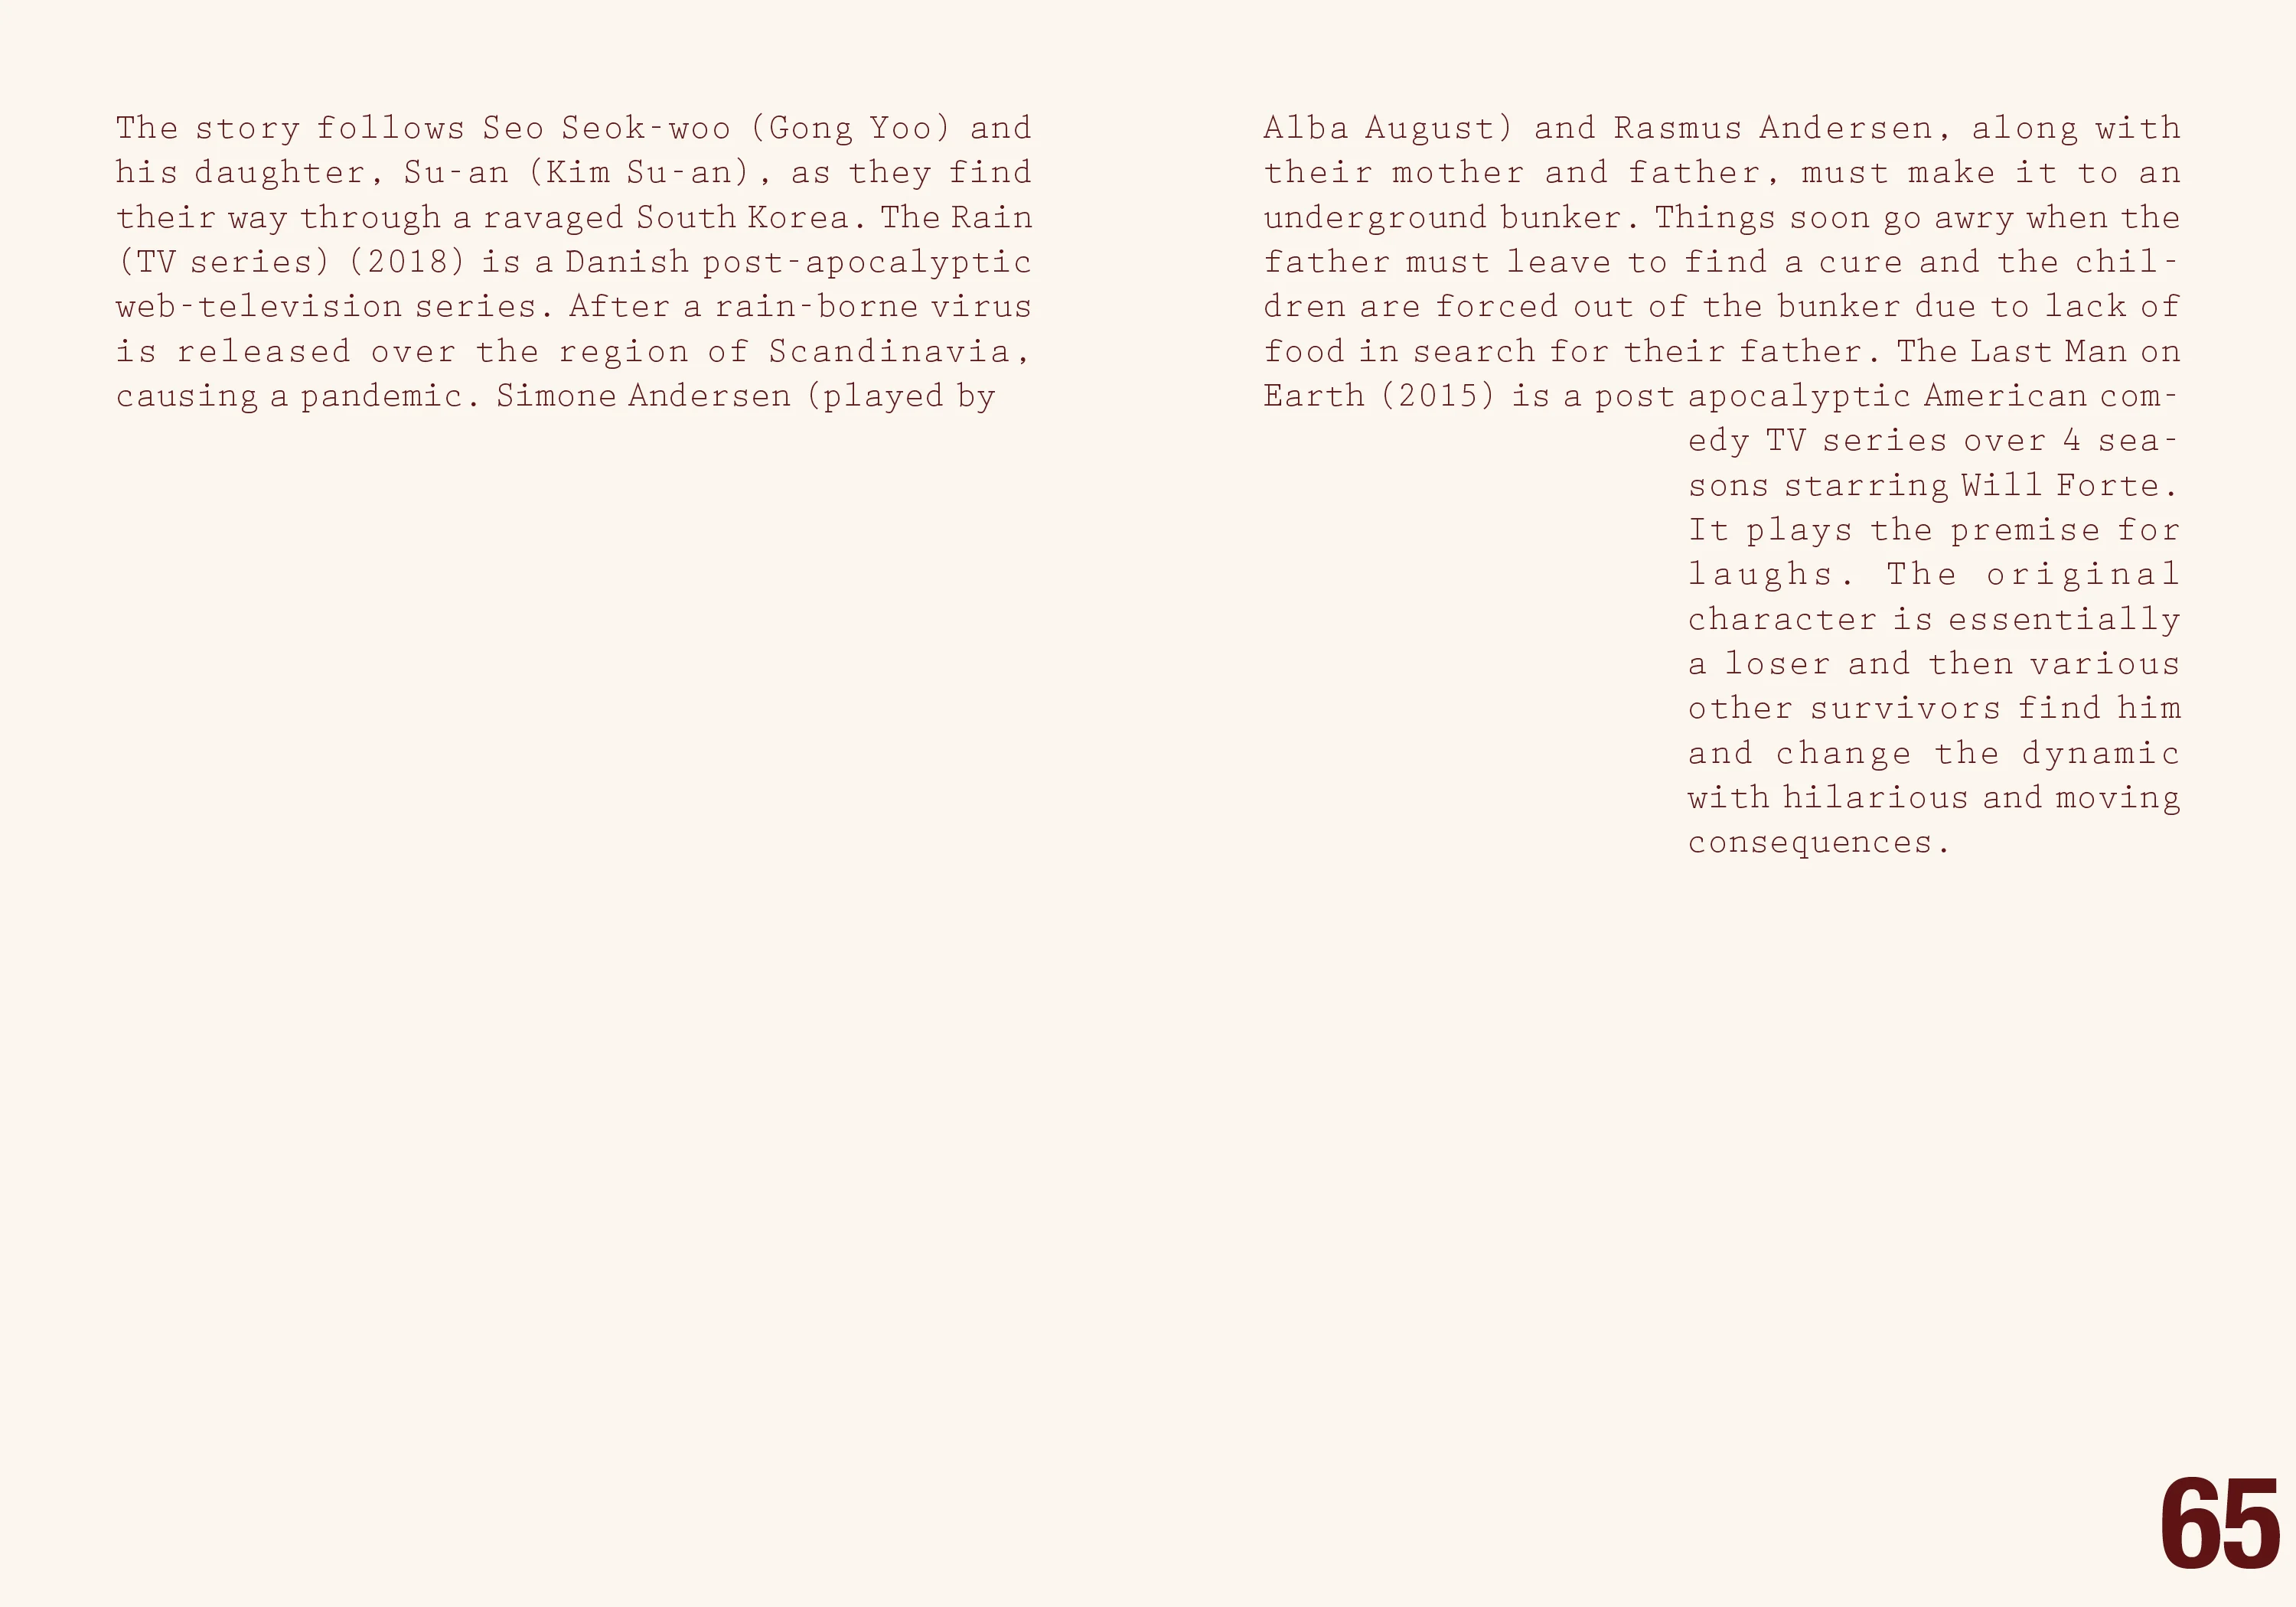 The story follows Seo Seok-woo (Gong Yoo) and
his daughter, Su-an (Kim Su-an), as they find
their way through a ravaged South Korea. The Rain
(TV series) (2018) is a Danish post-apocalyptic
web-television series. After a rain-borne virus
is released over the region of Scandinavia,
causing a pandemic. Simone Andersen (played by
Alba August) and Rasmus Andersen, along with
their mother and father, must make it to an
underground bunker. Things soon go awry when the
father must leave to find a cure and the chil-
dren are forced out of the bunker due to lack of
food in search for their father. The Last Man on
Earth (2015) is a post apocalyptic American com-
edy TV series over 4 sea-
sons starring Will Forte.
It plays the premise for
laughs. The original
character is essentially
a loser and then various
other survivors find him
and change the dynamic
with hilarious and moving
consequences.
65